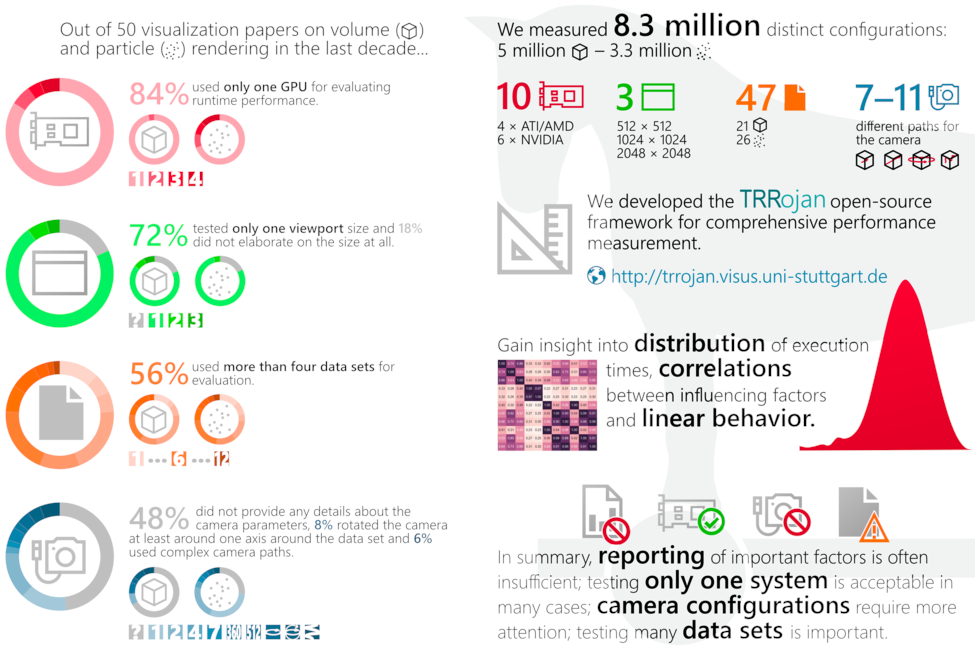 Out of 50 visualization papers on volume ( )
and particle ( ) rendering in the last decade...
84% used only one GPU for evaluating
runtime performance.
1 2 3 4
72% tested only one viewport size and 18%
did not elaborate on the size at all.
? 1 2 3
56% used more than four data sets for
evaluation.
1 ••• 6 ••• 12
48% did not provide any details about the
camera parameters, 8% rotated the camera
at least around one axis around the data set and 6%
used complex camera paths.
? 1 2 4 7 360 512
We measured 8.3 million distinct configurations:
5 million – 3.3 million
10
4 × ATI/AMD
6 × NVIDIA
3
512 × 512
1024 × 1024
2048 × 2048
47
21
26
7–11
different paths for
the camera
We developed the TRRojan open-source
framework for comprehensive performance
measurement.
http://trrojan.visus.uni-stuttgart.de
Gain insight into distribution of execution
times, correlations
between influencing factors
and linear behavior.
In summary, reporting of important factors is often
insufficient; testing only one system is acceptable in
many cases; camera configurations require more
attention; testing many data sets is important.